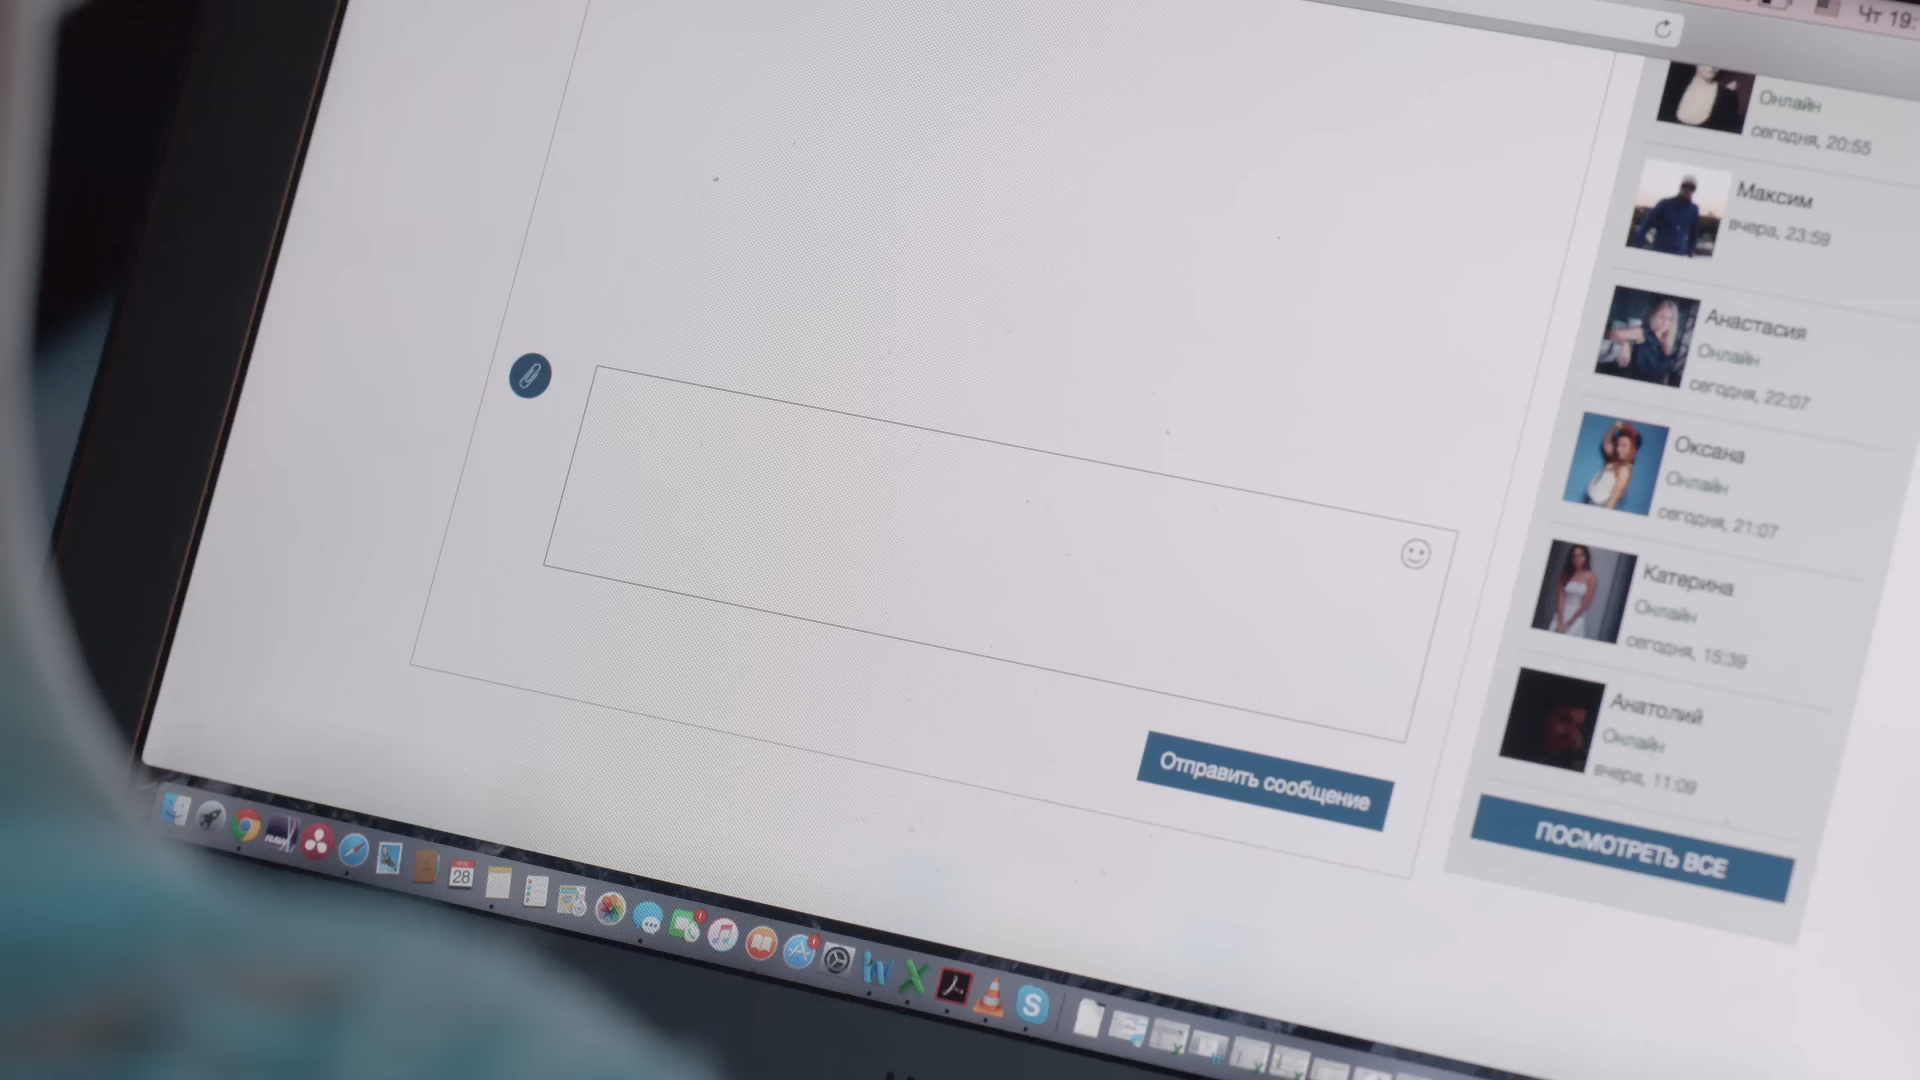 Чт 19:
Онлайн
сегодня, 20:55
Максим
вчера, 23:59
Анастасия
Онлайн
сегодня, 22:07
Оксана
Онлайн
сегодня, 21:07
Катерина
Онлайн
сегодня, 15:39
Анатолий
Онлайн
вчера, 11:09
Отправить сообщение
ПОСМОТРЕТЬ ВСЕ
28